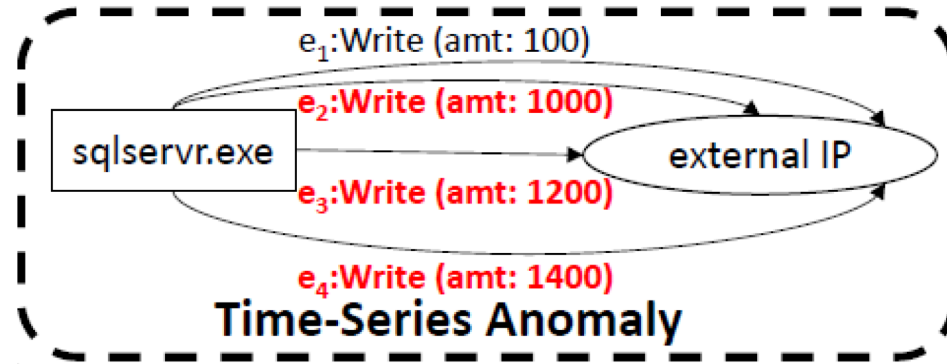 e₁:Write (amt: 100)
e₂:Write (amt: 1000)
sqlservr.exe
external IP
e₃:Write (amt: 1200)
e₄:Write (amt: 1400)
Time-Series Anomaly